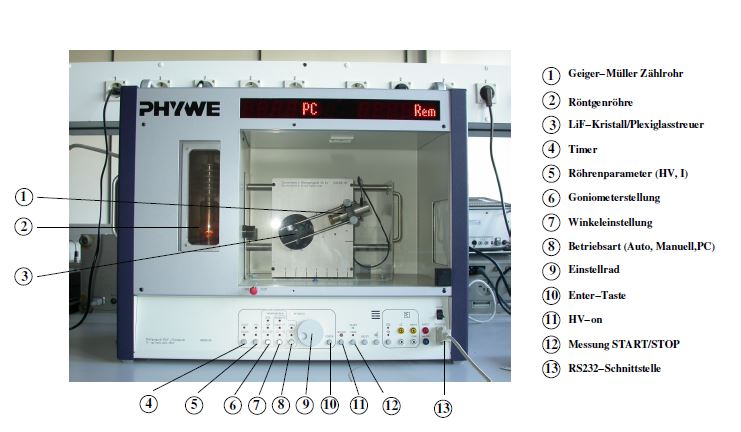 PHYWE
PC
Rem
1 Geiger−Müller Zählrohr
2 Röntgenröhre
3 LiF−Kristall/Plexiglasstreuer
4 Timer
5 Röhrenparameter (HV, I)
6 Goniometerstellung
7 Winkeleinstellung
8 Betriebsart (Auto, Manuell,PC)
9 Einstellrad
10 Enter−Taste
11 HV−on
12 Messung START/STOP
13 RS232−Schnittstelle
1
2
3
4 5 6 7 8 9 10 11 12 13